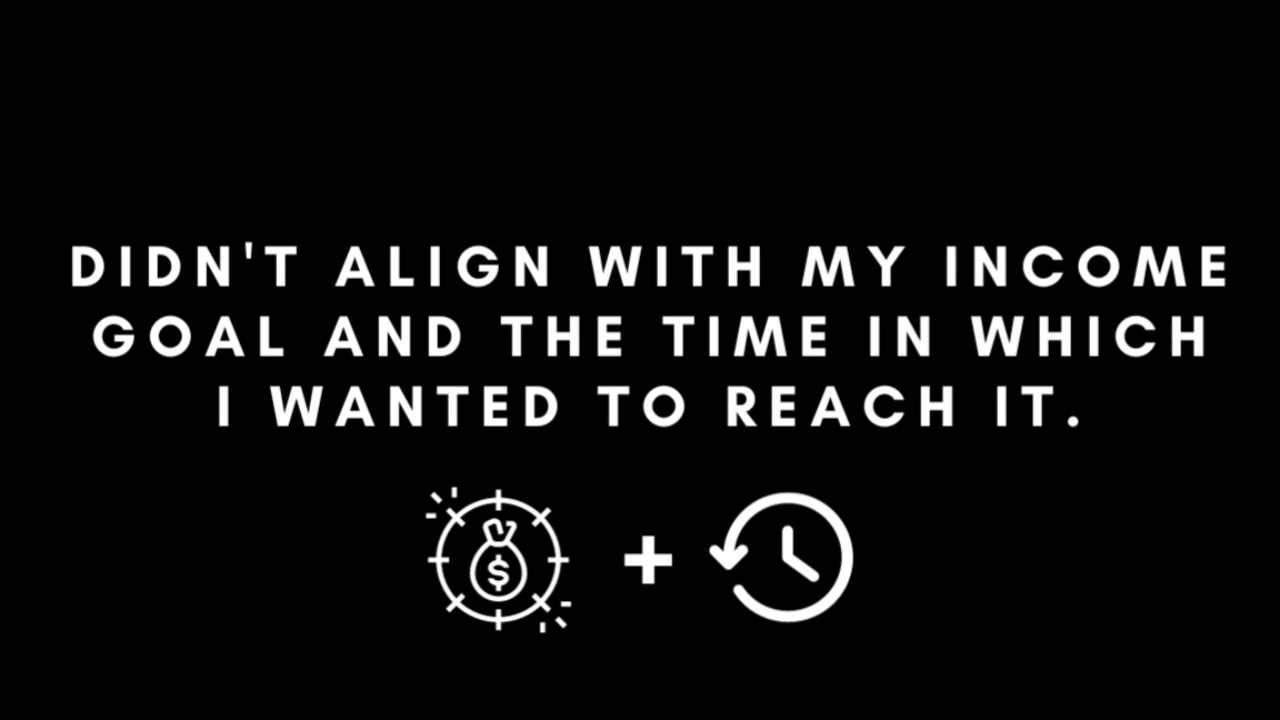 DIDN'T ALIGN WITH MY INCOME
GOAL AND THE TIME IN WHICH
I WANTED TO REACH IT.
$
+